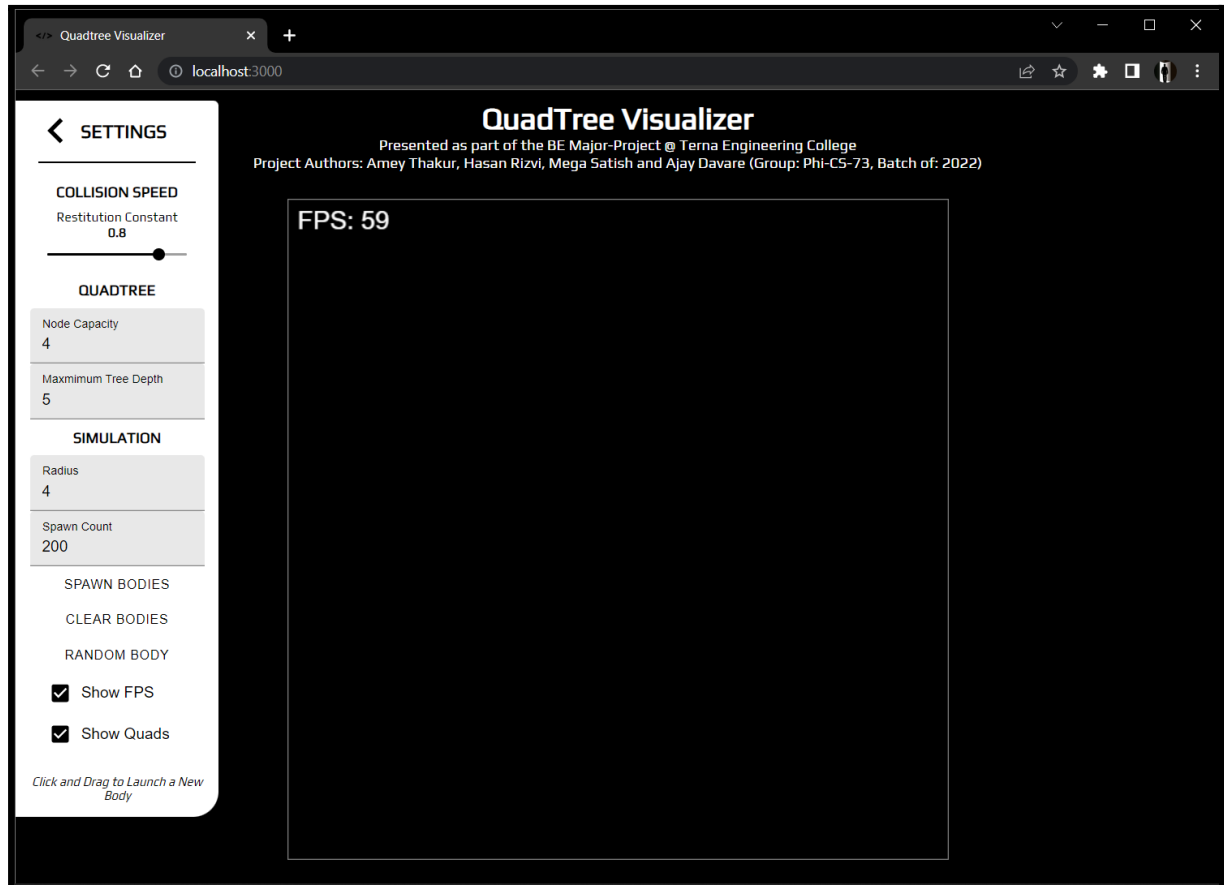 Quadtree Visualizer
localhost:3000
SETTINGS
COLLISION SPEED
Restitution Constant
0.8
QUADTREE
Node Capacity
4
Maxmimum Tree Depth
5
SIMULATION
Radius
4
Spawn Count
200
SPAWN BODIES
CLEAR BODIES
RANDOM BODY
Show FPS
Show Quads
Click and Drag to Launch a New
Body
QuadTree Visualizer
Presented as part of the BE Major-Project @ Terna Engineering College
Project Authors: Amey Thakur, Hasan Rizvi, Mega Satish and Ajay Davare (Group: Phi-CS-73, Batch of: 2022)
FPS: 59